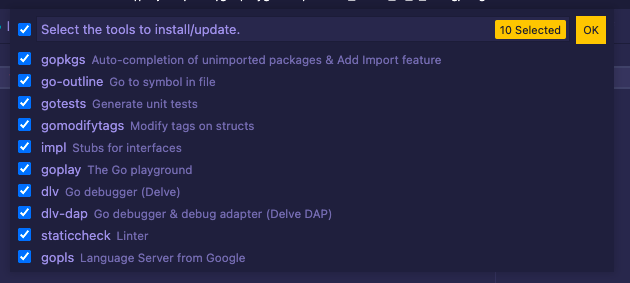 Select the tools to install/update. 10 Selected OK
gopkgs Auto-completion of unimported packages & Add Import feature
go-outline Go to symbol in file
gotests Generate unit tests
gomodifytags Modify tags on structs
impl Stubs for interfaces
goplay The Go playground
dlv Go debugger (Delve)
dlv-dap Go debugger & debug adapter (Delve DAP)
staticcheck Linter
gopls Language Server from Google